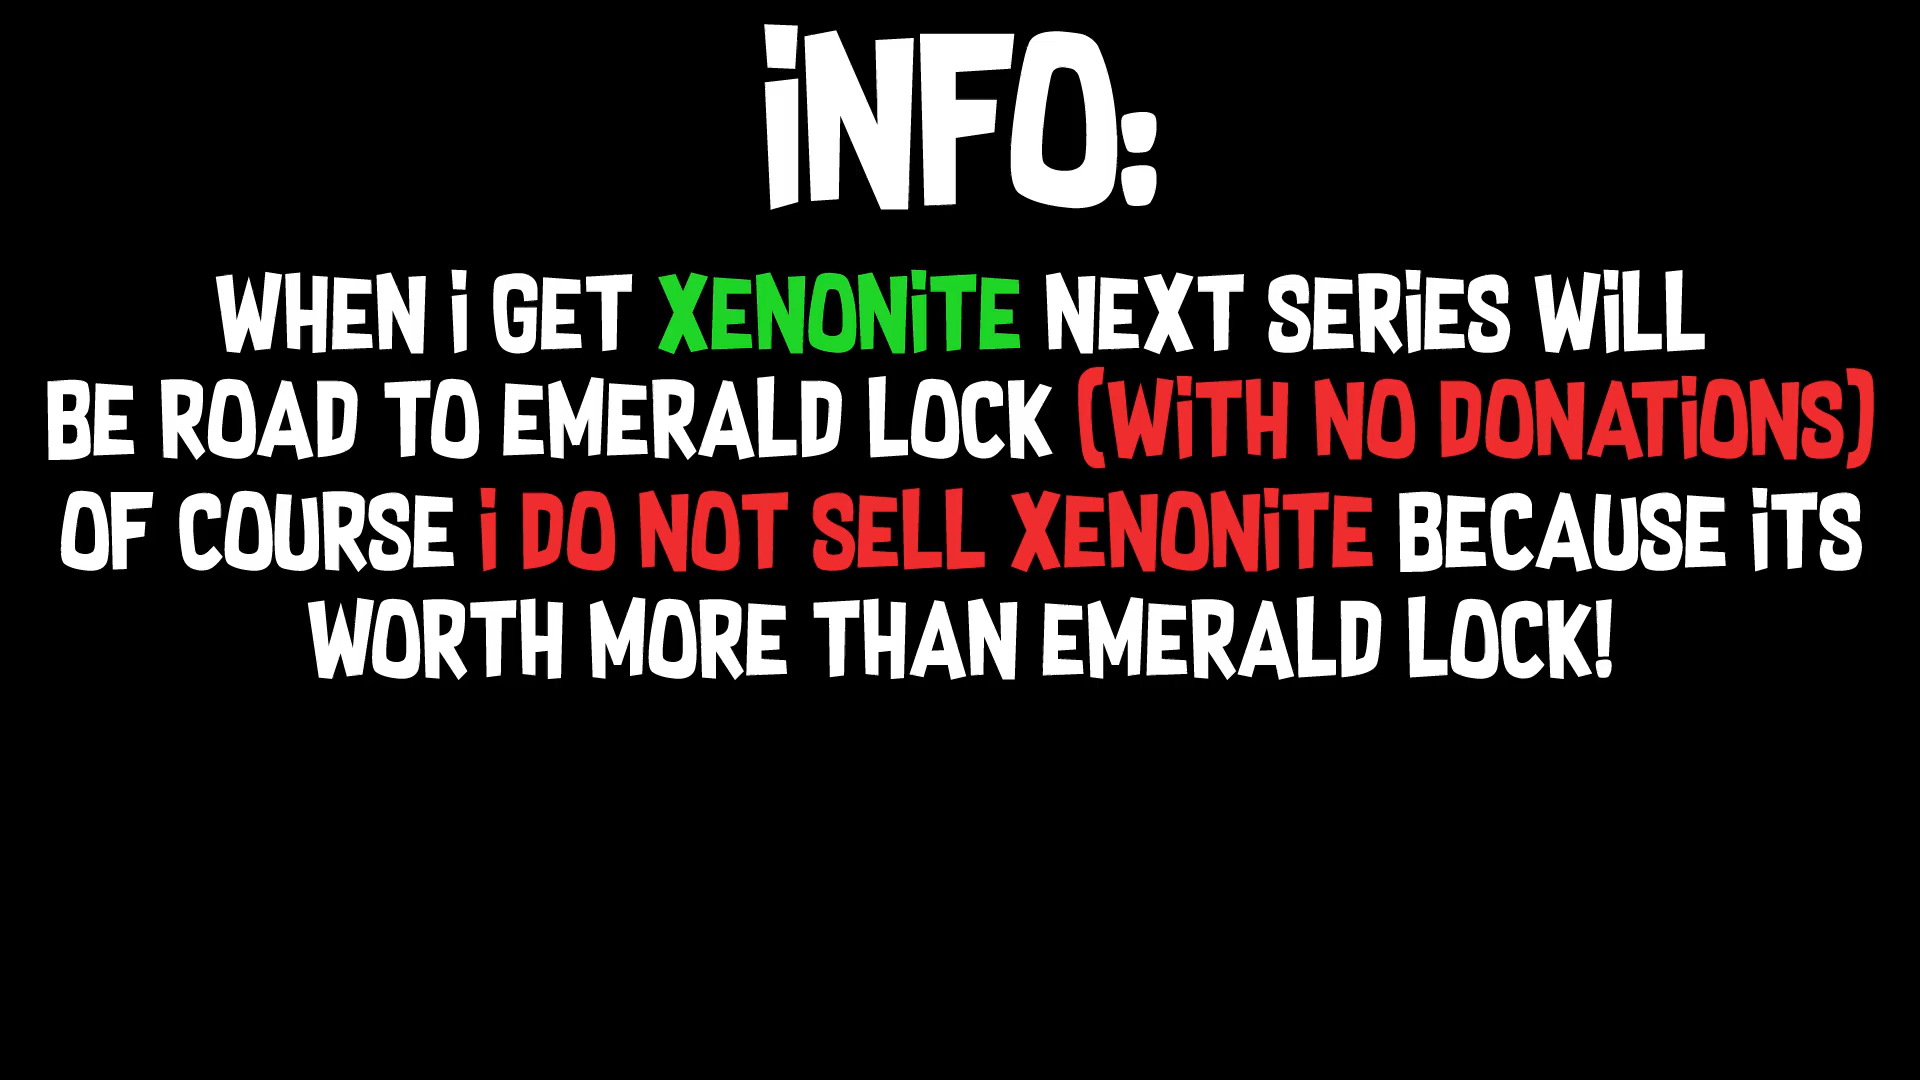 iNFO:
WHEN i GET XENONiTE NEXT SERiES WiLL
BE ROAD TO EMERALD LOCK (WiTH NO DONATiONS)
OF COURSE i DO NOT SELL XENONiTE BECAUSE iTS
WORTH MORE THAN EMERALD LOCK!